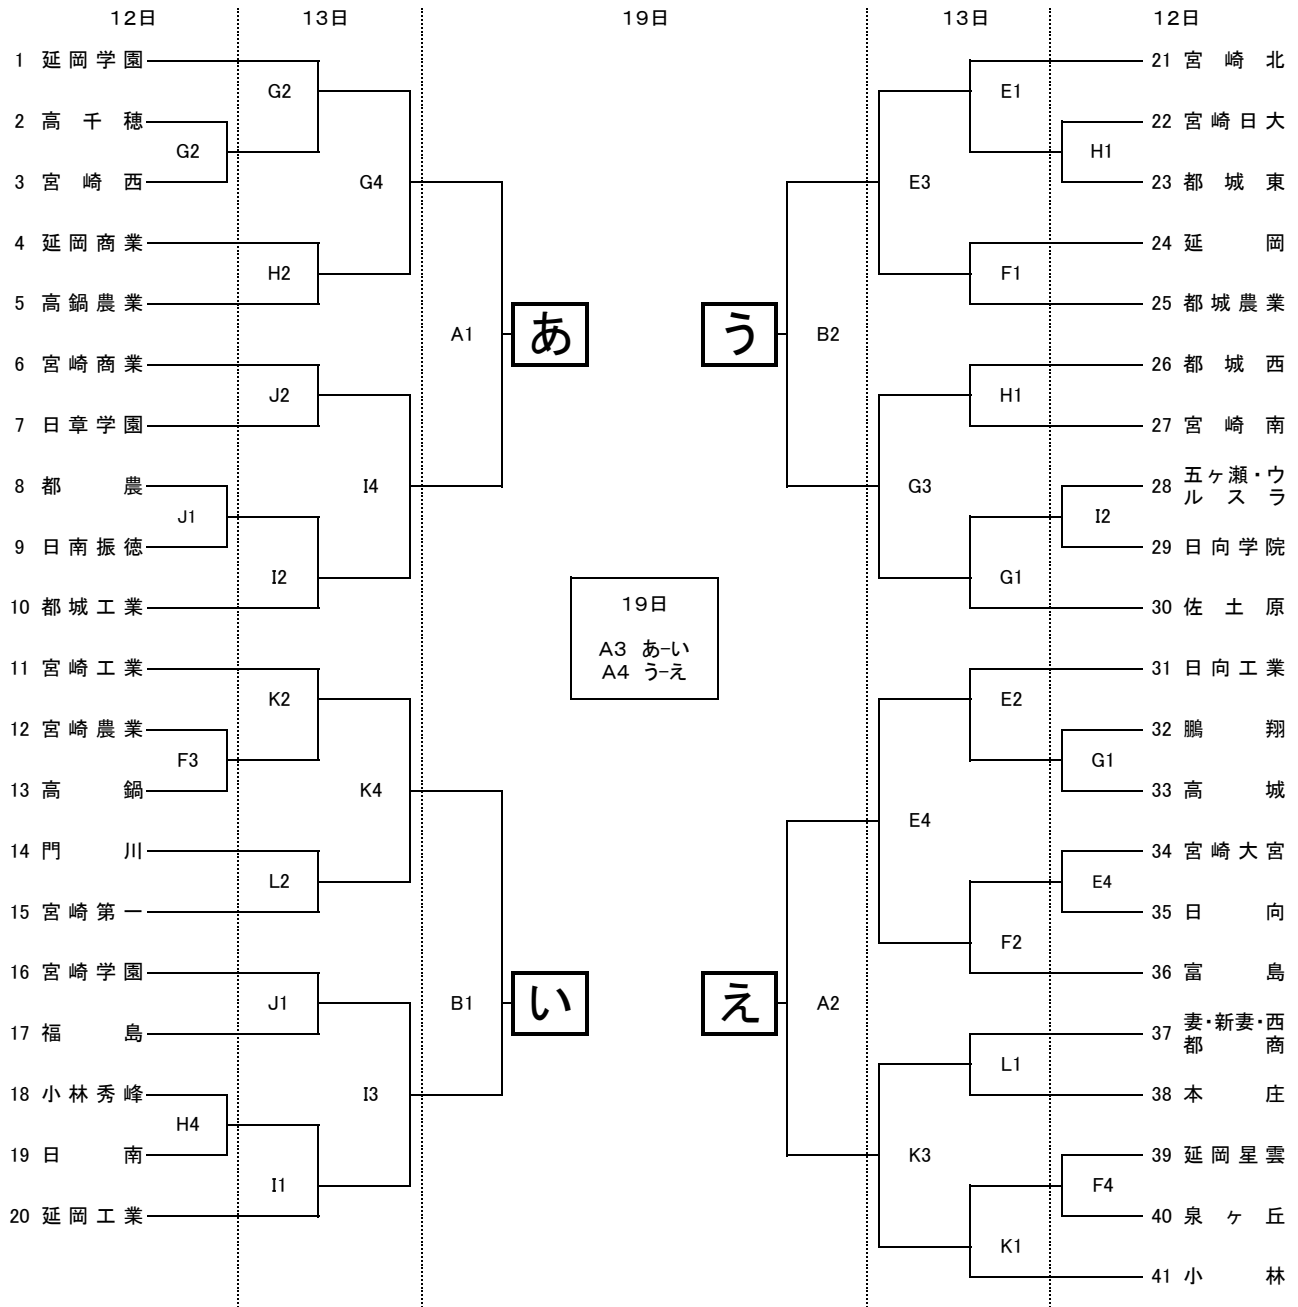 12日 13日 19日 13日 12日
1 延岡学園
G2
2 高千穂
G2
3 宮崎西
G4
4 延岡商業
H2
5 高鍋農業
A1
あ
6 宮崎商業
J2
7 日章学園
8 都農
I4
J1
9 日南振徳
I2
10 都城工業
11 宮崎工業
K2
12 宮崎農業
F3
13 高鍋
K4
14 門川
L2
15 宮崎第一
16 宮崎学園
J1
B1
い
17 福島
18 小林秀峰
I3
H4
19 日南
I1
20 延岡工業
19日
A3 あ-い
A4 う-え
21 宮崎北
E1
22 宮崎日大
H1
23 都城東
E3
24 延岡
F1
25 都城農業
う
B2
26 都城西
H1
27 宮崎南
28 五ヶ瀬・ウ
ルスラ
G3
I2
29 日向学院
G1
30 佐土原
31 日向工業
E2
32 鵬翔
G1
33 高城
E4
34 宮崎大宮
E4
35 日向
F2
36 富島
え
A2
37 妻・新妻・西
都商
L1
38 本庄
K3
39 延岡星雲
F4
40 泉ヶ丘
K1
41 小林